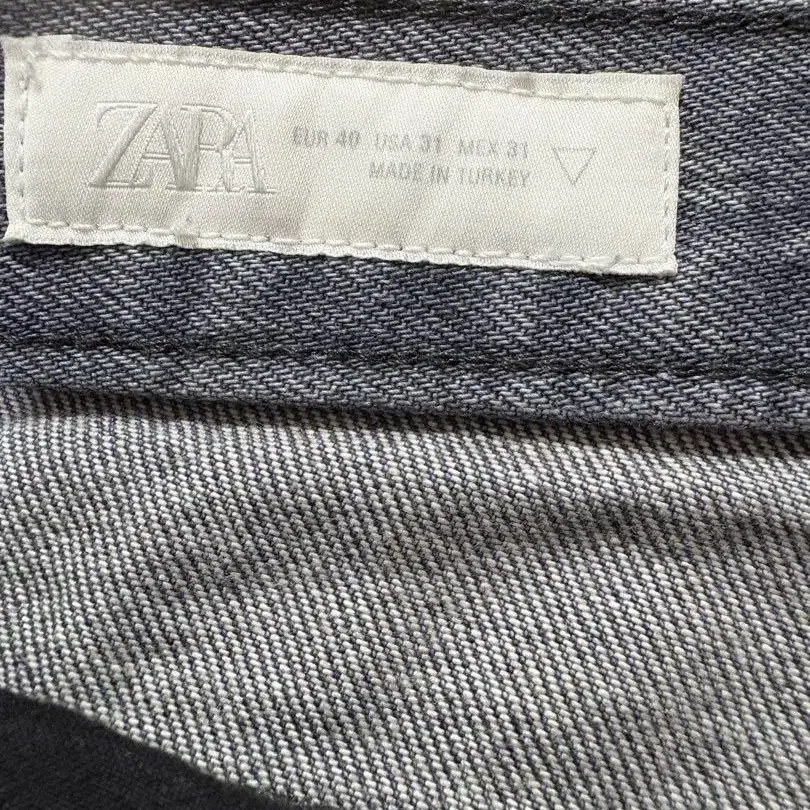 ZARA
EUR 40 USA 31 MEX 31
MADE IN TURKEY